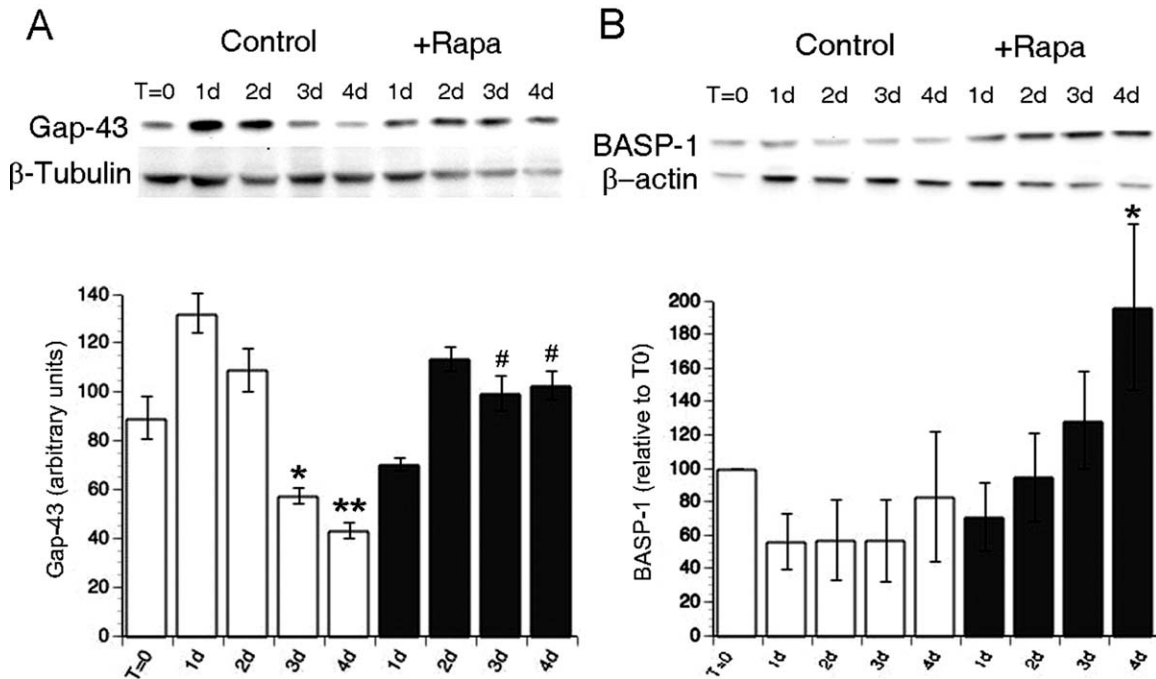 A
Control +Rapa
T=0 1d 2d 3d 4d 1d 2d 3d 4d
Gap-43
β-Tubulin
Gap-43 (arbitrary units)
140
120
100
80
60
40
20
0
*
**
#
#
T=0 1d 2d 3d 4d 1d 2d 3d 4d
B
Control +Rapa
T=0 1d 2d 3d 4d 1d 2d 3d 4d
BASP-1
β-actin
*
BASP-1 (relative to T0)
200
180
160
140
120
100
80
60
40
20
0
T=0 1d 2d 3d 4d 1d 2d 3d 4d